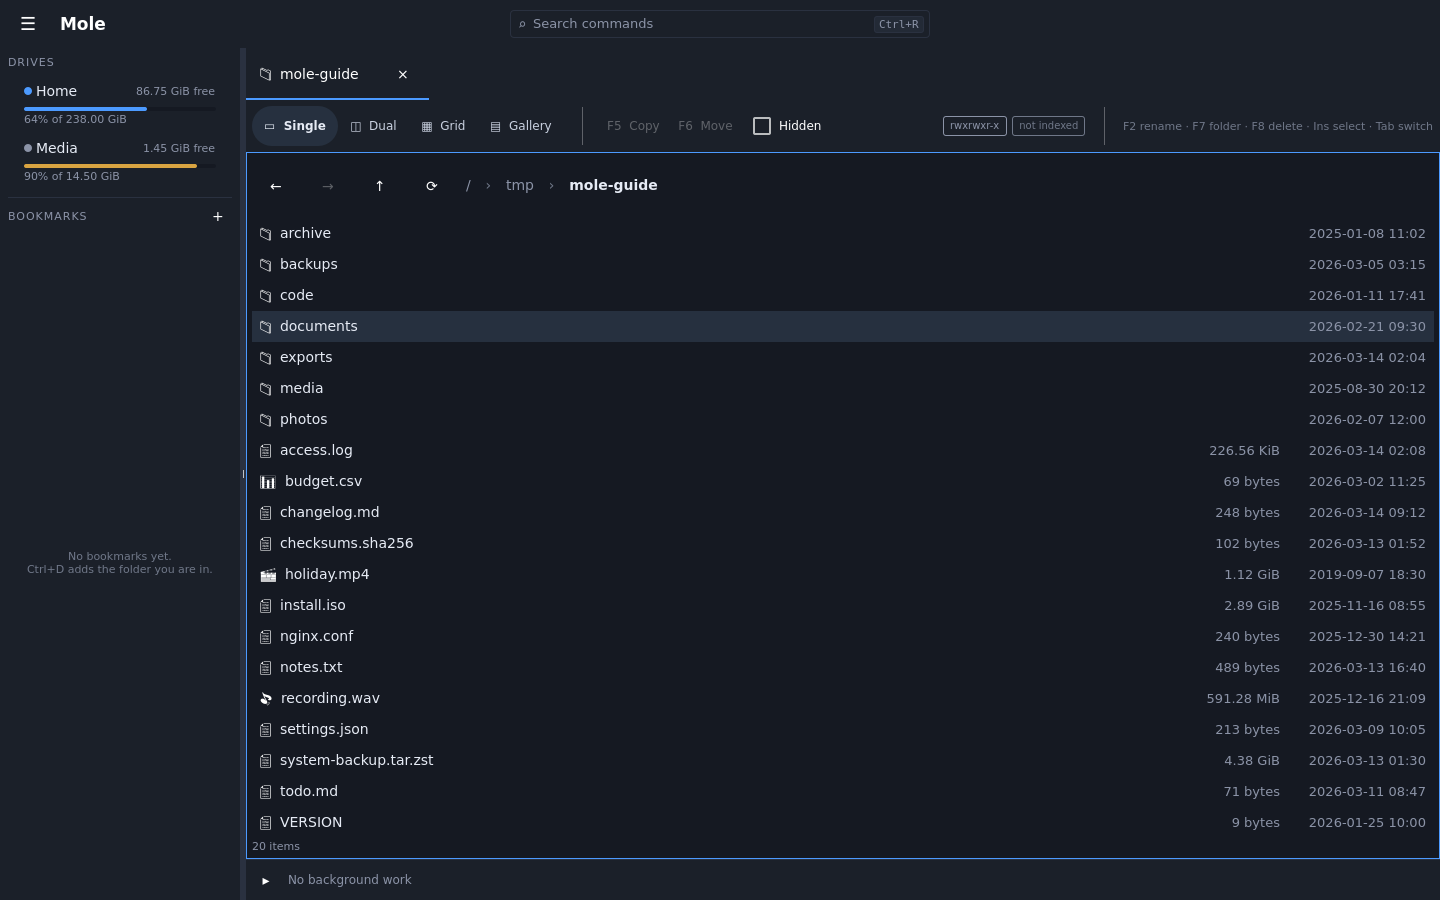 Mole
Search commands Ctrl+R
DRIVES
Home 86.75 GiB free
64% of 238.00 GiB
Media 1.45 GiB free
90% of 14.50 GiB
BOOKMARKS +
No bookmarks yet.
Ctrl+D adds the folder you are in.
mole-guide ×
Single Dual Grid Gallery F5 Copy F6 Move Hidden rwxrwxr-x not indexed F2 rename · F7 folder · F8 delete · Ins select · Tab switch
/ › tmp › mole-guide
archive 2025-01-08 11:02
backups 2026-03-05 03:15
code 2026-01-11 17:41
documents 2026-02-21 09:30
exports 2026-03-14 02:04
media 2025-08-30 20:12
photos 2026-02-07 12:00
access.log 226.56 KiB 2026-03-14 02:08
budget.csv 69 bytes 2026-03-02 11:25
changelog.md 248 bytes 2026-03-14 09:12
checksums.sha256 102 bytes 2026-03-13 01:52
holiday.mp4 1.12 GiB 2019-09-07 18:30
install.iso 2.89 GiB 2025-11-16 08:55
nginx.conf 240 bytes 2025-12-30 14:21
notes.txt 489 bytes 2026-03-13 16:40
recording.wav 591.28 MiB 2025-12-16 21:09
settings.json 213 bytes 2026-03-09 10:05
system-backup.tar.zst 4.38 GiB 2026-03-13 01:30
todo.md 71 bytes 2026-03-11 08:47
VERSION 9 bytes 2026-01-25 10:00
20 items
No background work